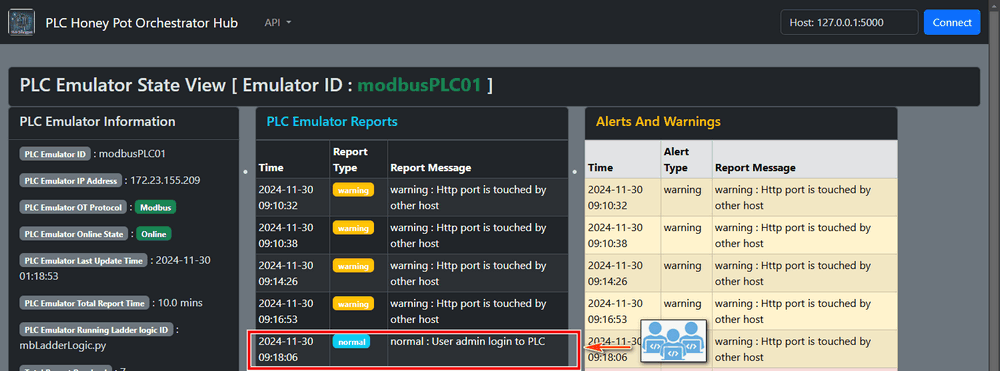 PLC Honey Pot Orchestrator Hub
API
Host: 127.0.0.1:5000
Connect
PLC Emulator State View [ Emulator ID : modbusPLC01 ]
PLC Emulator Information
PLC Emulator ID : modbusPLC01
PLC Emulator IP Address : 172.23.155.209
PLC Emulator OT Protocol : Modbus
PLC Emulator Online State : Online
PLC Emulator Last Update Time : 2024-11-30
01:18:53
PLC Emulator Total Report Time : 10.0 mins
PLC Emulator Running Ladder logic ID :
mbLadderLogic.py
PLC Emulator Reports
Report
Time Type Report Message
2024-11-30 warning warning : Http port is touched by
09:10:32 other host
2024-11-30 warning warning : Http port is touched by
09:10:38 other host
2024-11-30 warning warning : Http port is touched by
09:14:26 other host
2024-11-30 warning warning : Http port is touched by
09:16:53 other host
2024-11-30 normal normal : User admin login to PLC
09:18:06
Alerts And Warnings
Alert
Time Type Report Message
2024-11-30 warning warning : Http port is touched by
09:10:32 other host
2024-11-30 warning warning : Http port is touched by
09:10:38 other host
2024-11-30 warning warning : Http port is touched by
09:14:26 other host
2024-11-30 warning warning : Http port is touched by
09:16:53 other host
2024-11-30 warning : Http port is touched by
09:18:06 other host